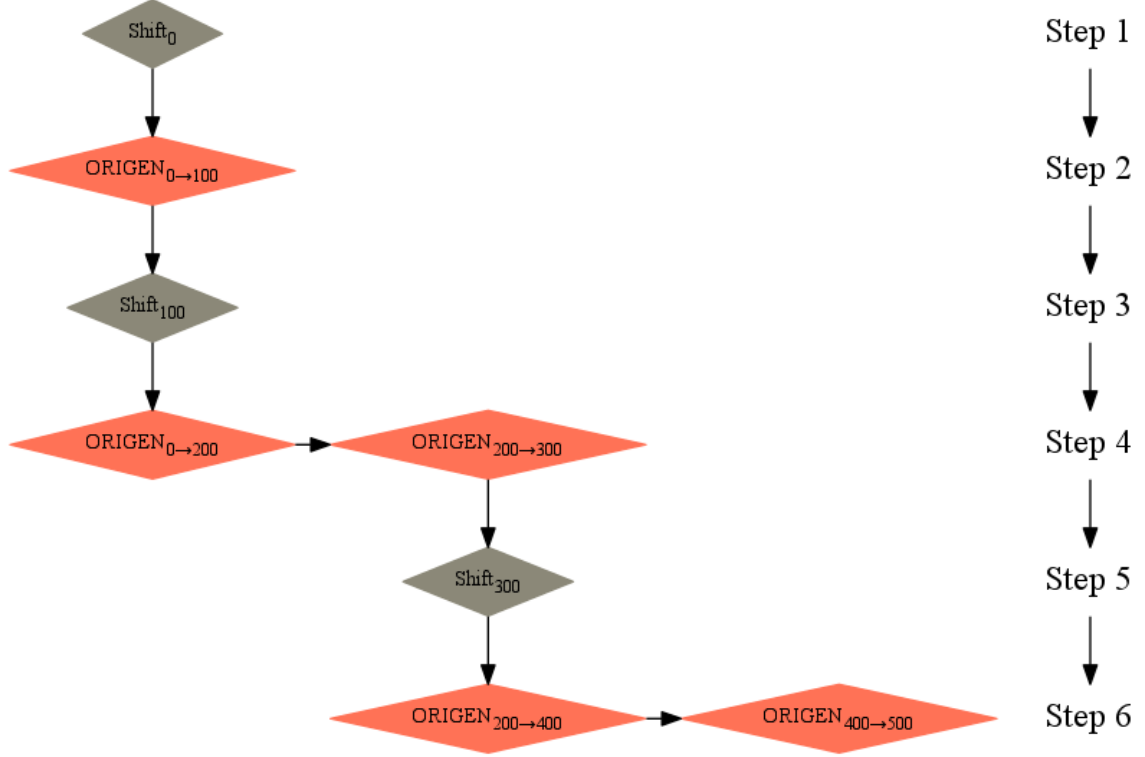 Shift₀
Step 1
ORIGEN₀→₁₀₀
Step 2
Shift₁₀₀
Step 3
ORIGEN₀→₂₀₀
ORIGEN₂₀₀→₃₀₀
Step 4
Shift₃₀₀
Step 5
ORIGEN₂₀₀→₄₀₀
ORIGEN₄₀₀→₅₀₀
Step 6